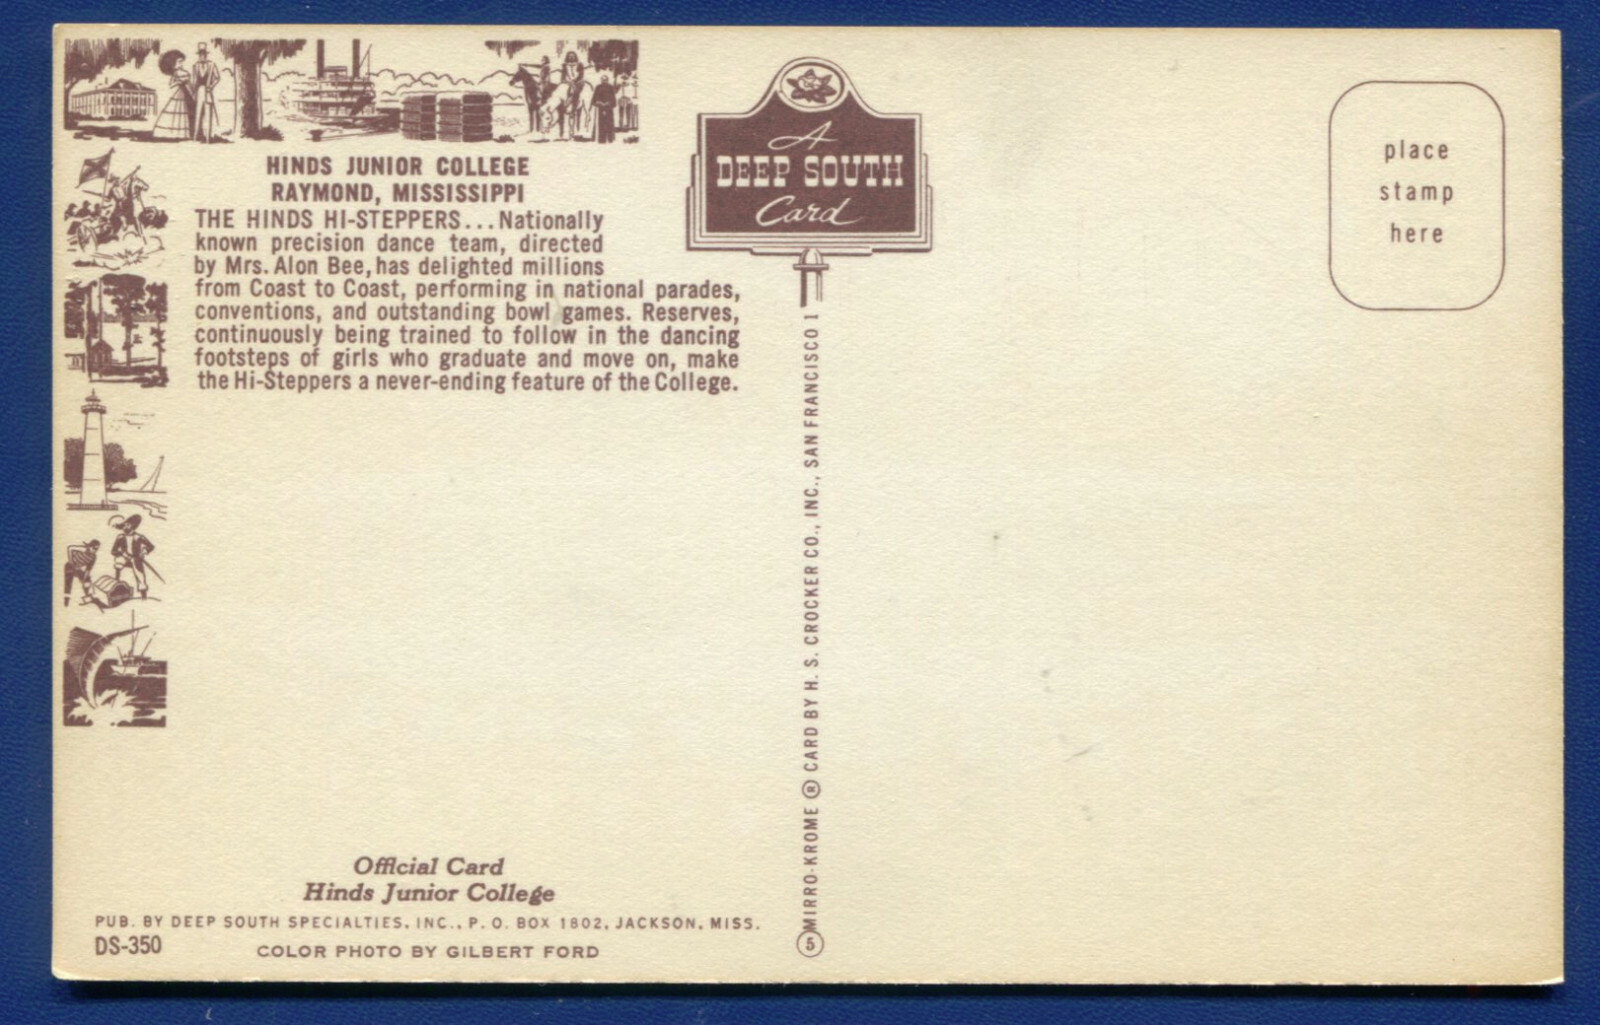 HINDS JUNIOR COLLEGE
RAYMOND, MISSISSIPPI
THE HINDS HI-STEPPERS... Nationally
known precision dance team, directed
by Mrs. Alon Bee, has delighted millions
from Coast to Coast, performing in national parades,
conventions, and outstanding bowl games. Reserves,
continuously being trained to follow in the dancing
footsteps of girls who graduate and move on, make
the Hi-Steppers a never-ending feature of the College.
A
DEEP SOUTH
Card
place
stamp
here
MIRRO-KROME ® CARD BY H. S. CROCKER CO., INC., SAN FRANCISCO 1
5
Official Card
Hinds Junior College
PUB. BY DEEP SOUTH SPECIALTIES, INC., P. O. BOX 1802, JACKSON, MISS.
DS-350
COLOR PHOTO BY GILBERT FORD